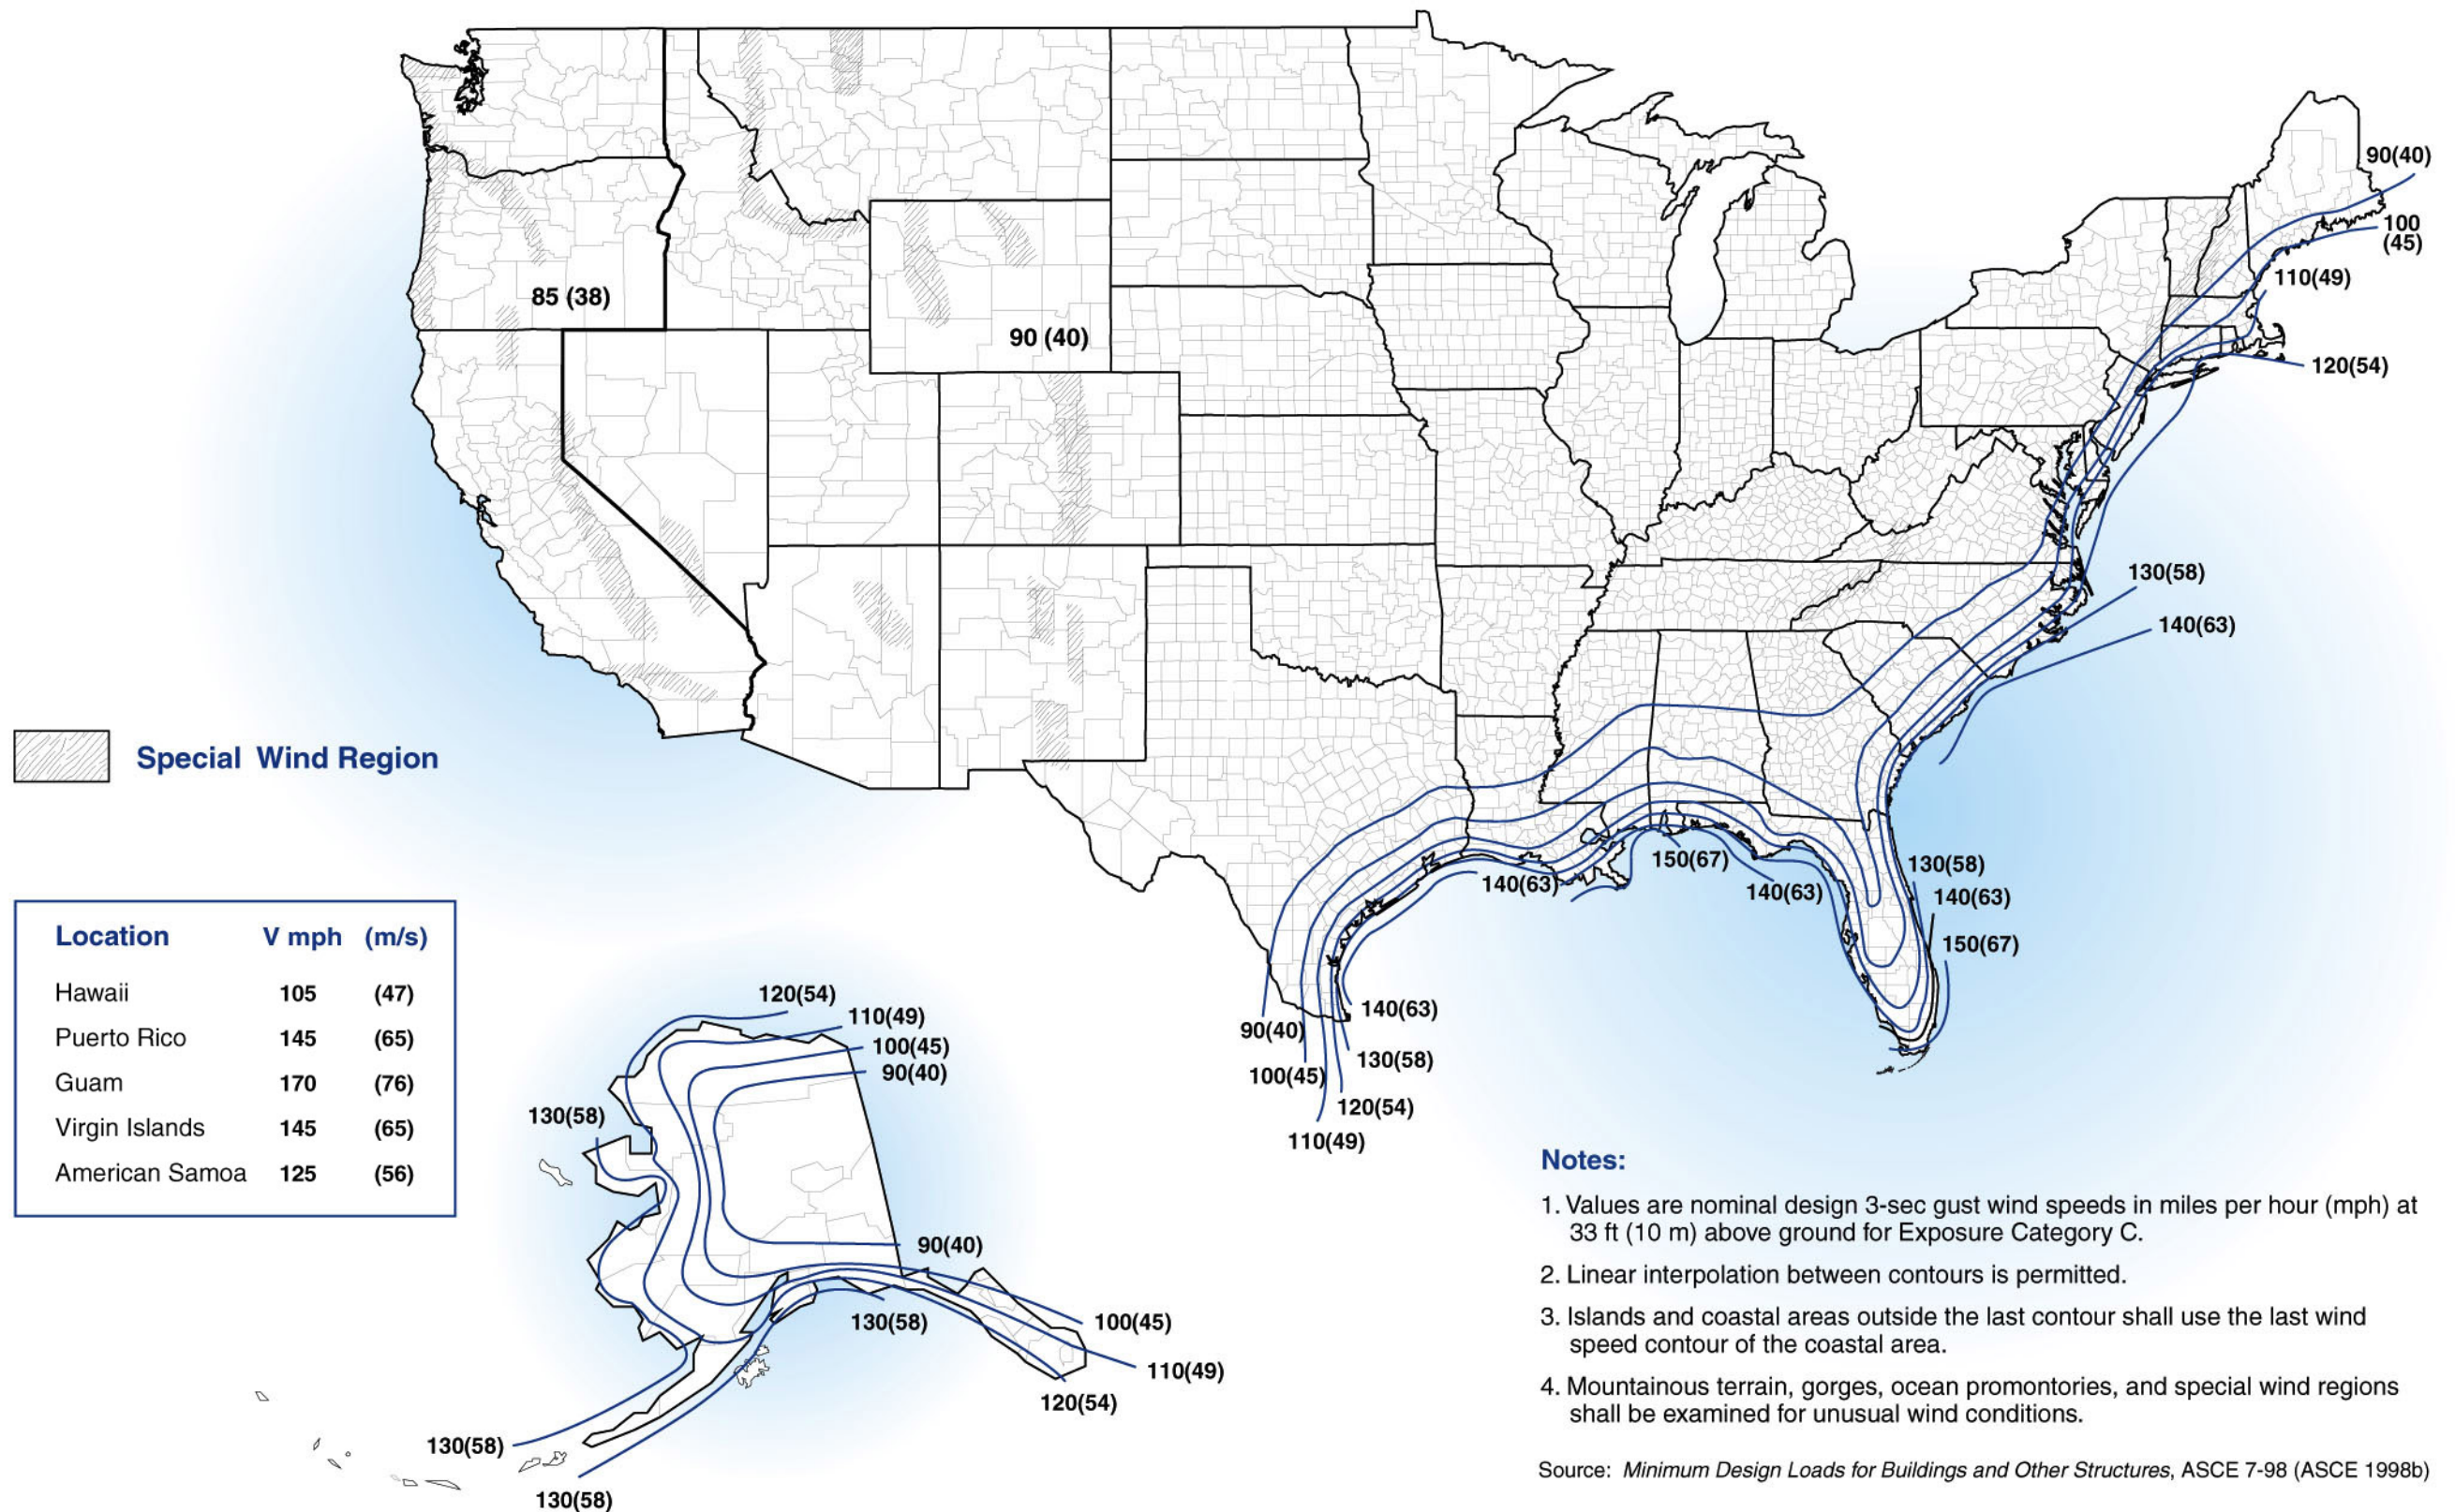 90(40)
100
(45)
110(49)
85 (38)
90 (40)
120(54)
130(58)
140(63)
Special Wind Region
150(67)
140(63)
140(63)
130(58)
140(63)
150(67)
Location V mph (m/s)
Hawaii 105 (47)
Puerto Rico 145 (65)
Guam 170 (76)
Virgin Islands 145 (65)
American Samoa 125 (56)
120(54)
110(49)
100(45)
90(40)
130(58)
140(63)
90(40)
130(58)
100(45)
120(54)
110(49)
90(40)
130(58)
100(45)
110(49)
120(54)
130(58)
130(58)
Notes:
1. Values are nominal design 3-sec gust wind speeds in miles per hour (mph) at
33 ft (10 m) above ground for Exposure Category C.
2. Linear interpolation between contours is permitted.
3. Islands and coastal areas outside the last contour shall use the last wind
speed contour of the coastal area.
4. Mountainous terrain, gorges, ocean promontories, and special wind regions
shall be examined for unusual wind conditions.
Source: Minimum Design Loads for Buildings and Other Structures, ASCE 7-98 (ASCE 1998b)